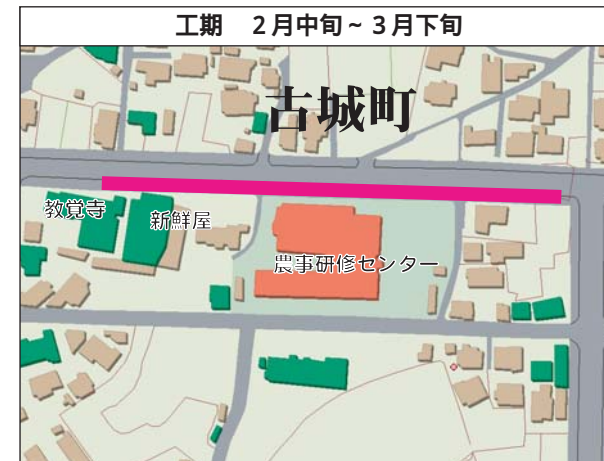 工期　２月中旬～３月下旬
古城町
教覚寺
新鮮屋
農事研修センター